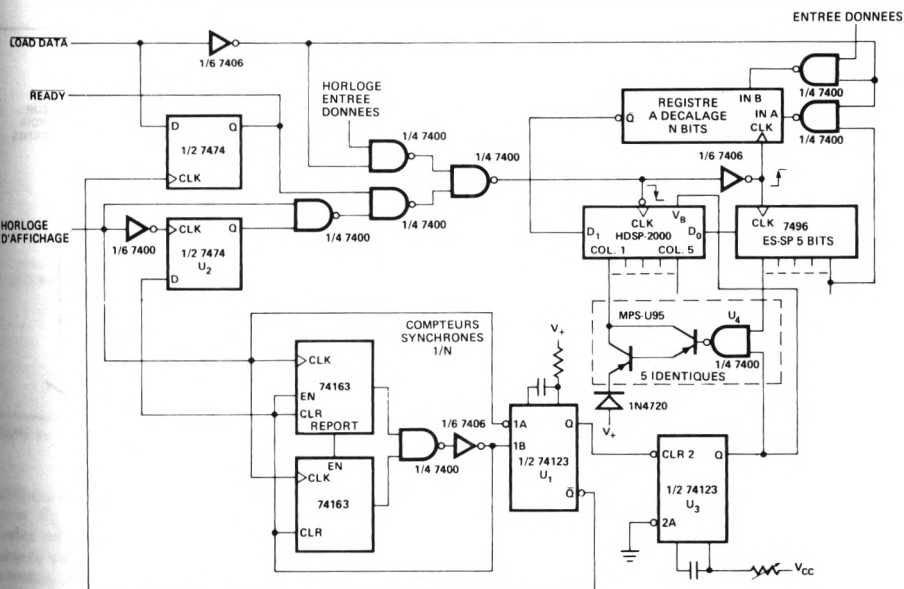 ENTREE DONNEES
LOAD DATA
1/6 7406
READY
HORLOGE
ENTREE
DONNEES
1/4 7400
IN B
REGISTRE
A DECALAGE
N BITS
Q̅
IN A
CLK
1/4 7400
D Q
1/2 7474
CLK
1/4 7400
1/4 7400
1/6 7406
HORLOGE
D'AFFICHAGE
1/6 7400
CLK Q
1/2 7474
U2
D
1/4 7400
1/4 7400
CLK
VB
HDSP-2000
D1
D0
COL. 1 COL. 5
CLK 7496
ES-SP 5 BITS
COMPTEURS
SYNCHRONES
1/N
MPS-U95
U4
1/4 7400
5 IDENTIQUES
1N4720
V+
V+
CLK
74163
EN
CLR
REPORT
1/6 7406
1/4 7400
EN
CLK
74163
CLR
1A Q
1B
1/2 74123
U1
Q̅
CLR 2 Q
1/2 74123
U3
2A
VCC